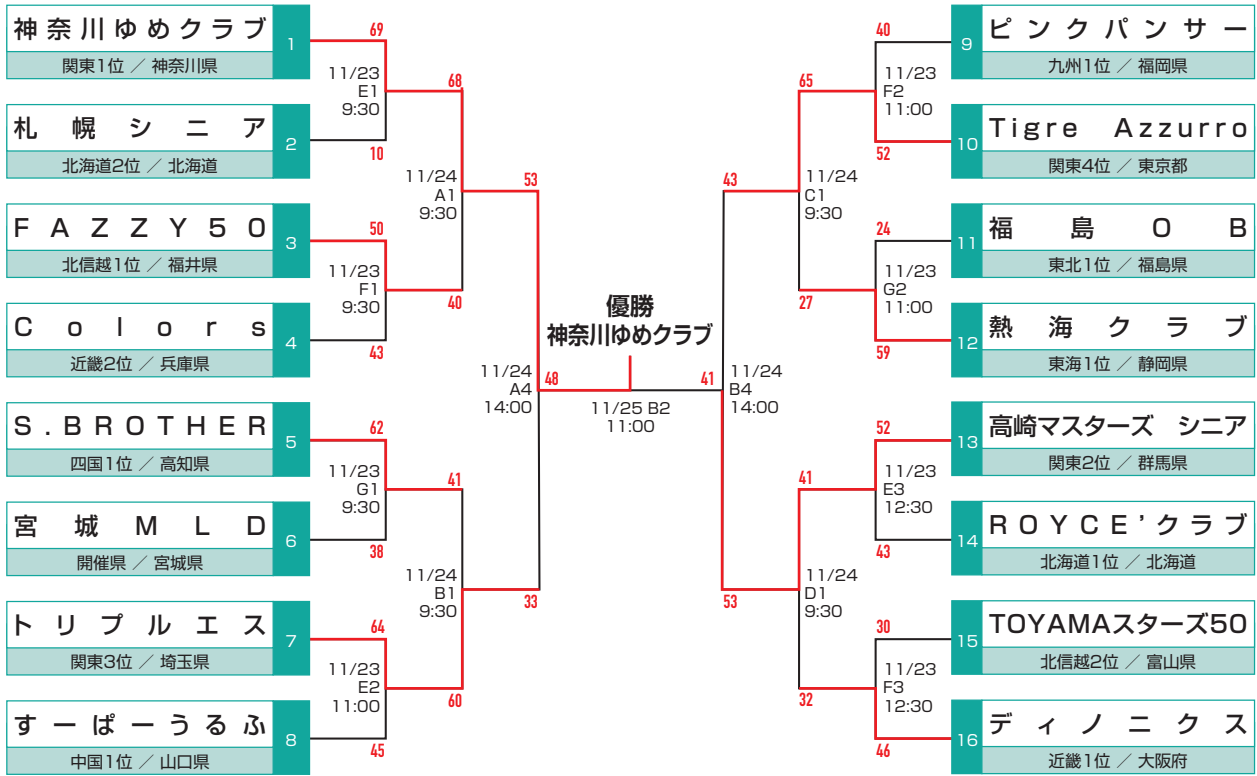 神奈川ゆめクラブ
関東1位 ／ 神奈川県
1
札幌シニア
北海道2位 ／ 北海道
2
FAZZY50
北信越1位 ／ 福井県
3
Colors
近畿2位 ／ 兵庫県
4
S.BROTHER
四国1位 ／ 高知県
5
宮城MLD
開催県 ／ 宮城県
6
トリプルエス
関東3位 ／ 埼玉県
7
すーぱーうるふ
中国1位 ／ 山口県
8
69
11/23
E1
9:30
10
50
11/23
F1
9:30
43
62
11/23
G1
9:30
38
64
11/23
E2
11:00
45
68
11/24
A1
9:30
40
41
11/24
B1
9:30
60
53
11/24
A4
14:00
33
優勝
神奈川ゆめクラブ
48
41
11/25 B2
11:00
43
11/24
B4
14:00
53
65
11/24
C1
9:30
27
41
11/24
D1
9:30
32
40
11/23
F2
11:00
52
24
11/23
G2
11:00
59
52
11/23
E3
12:30
43
30
11/23
F3
12:30
46
9
ピンクパンサー
九州1位 ／ 福岡県
10
Tigre Azzurro
関東4位 ／ 東京都
11
福島OB
東北1位 ／ 福島県
12
熱海クラブ
東海1位 ／ 静岡県
13
高崎マスターズ シニア
関東2位 ／ 群馬県
14
ROYCE'クラブ
北海道1位 ／ 北海道
15
TOYAMAスターズ50
北信越2位 ／ 富山県
16
ディノニクス
近畿1位 ／ 大阪府